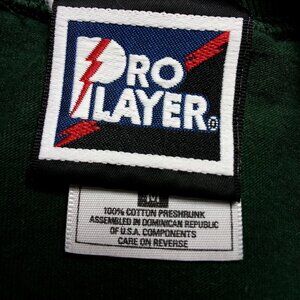 PRO
PLAYER®
M
100% COTTON PRESHRUNK
ASSEMBLED IN DOMINICAN REPUBLIC
OF U.S.A. COMPONENTS
CARE ON REVERSE